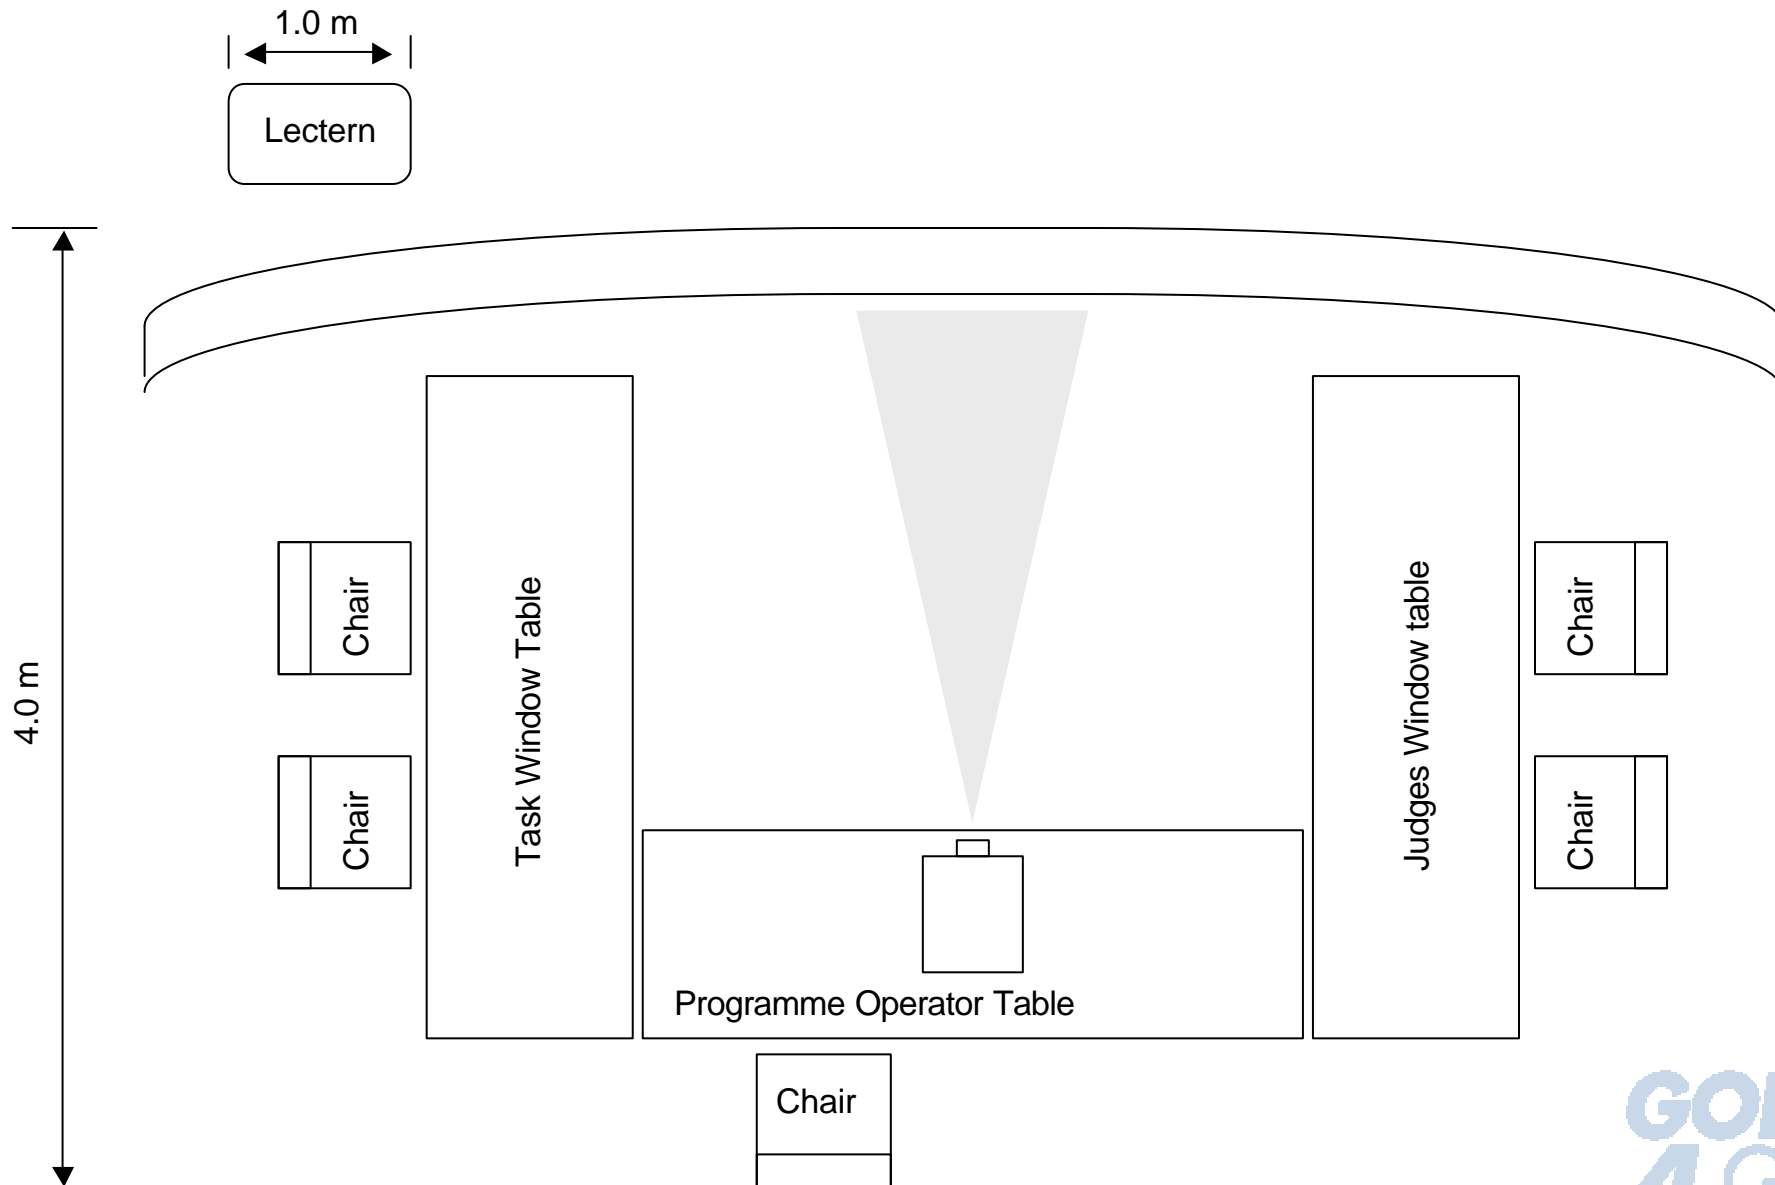 1.0 m
Lectern
4.0 m
Chair
Chair
Task Window Table
Judges Window table
Chair
Chair
Programme Operator Table
Chair